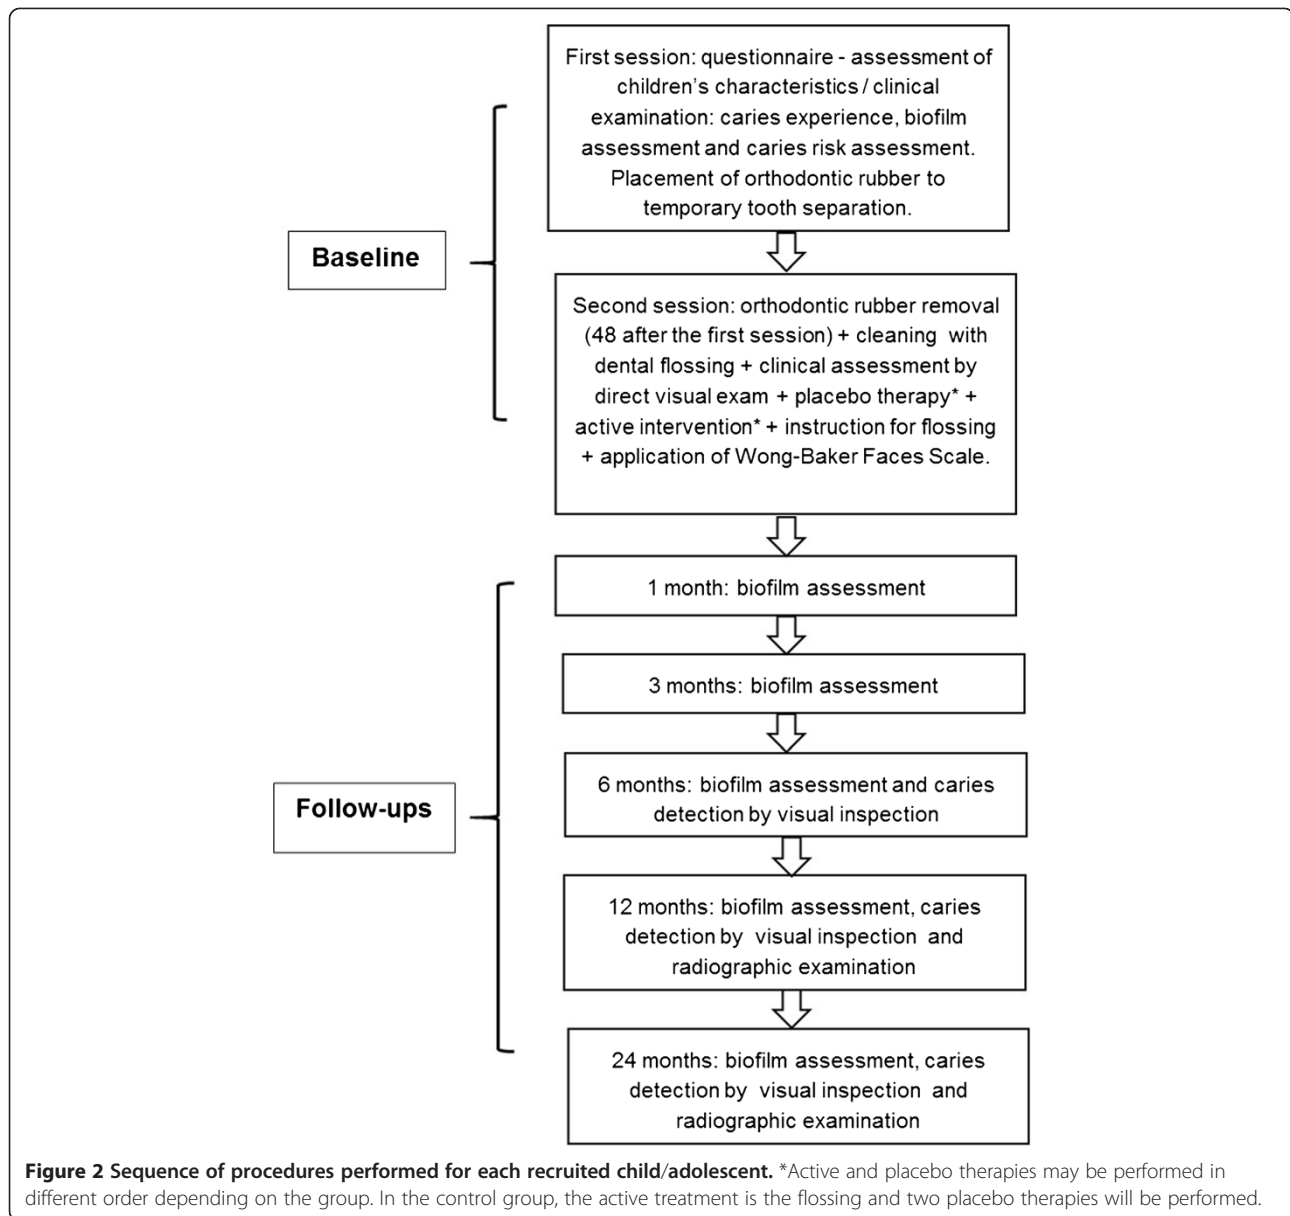 First session: questionnaire - assessment of
children's characteristics / clinical
examination: caries experience, biofilm
assessment and caries risk assessment.
Placement of orthodontic rubber to
temporary tooth separation.
Baseline
Second session: orthodontic rubber removal
(48 after the first session) + cleaning with
dental flossing + clinical assessment by
direct visual exam + placebo therapy* +
active intervention* + instruction for flossing
+ application of Wong-Baker Faces Scale.
1 month: biofilm assessment
3 months: biofilm assessment
6 months: biofilm assessment and caries
detection by visual inspection
Follow-ups
12 months: biofilm assessment, caries
detection by visual inspection and
radiographic examination
24 months: biofilm assessment, caries
detection by visual inspection and
radiographic examination
Figure 2 Sequence of procedures performed for each recruited child/adolescent. *Active and placebo therapies may be performed in
different order depending on the group. In the control group, the active treatment is the flossing and two placebo therapies will be performed.